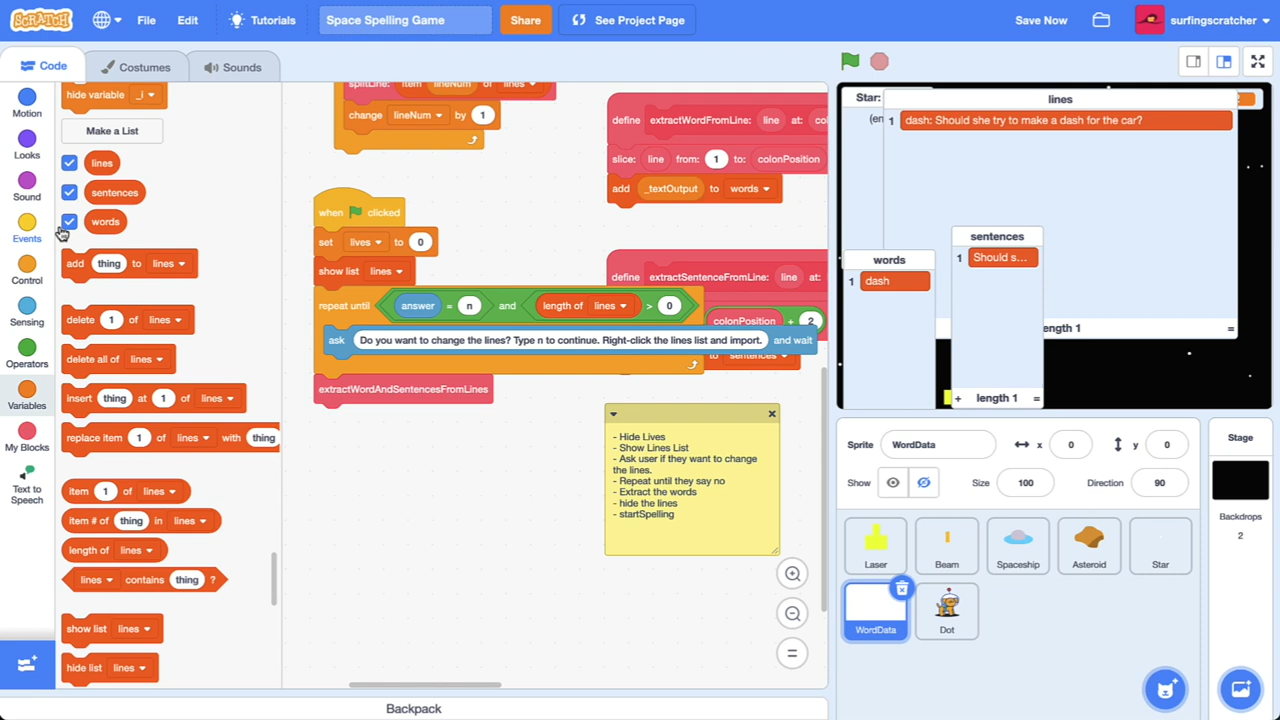 SCRATCH File Edit Tutorials Space Spelling Game Share See Project Page Save Now surfingscratcher
Code Costumes Sounds
Motion
Looks
Sound
Events
Control
Sensing
Operators
Variables
My Blocks
Text to
Speech
hide variable _i
Make a List
lines
sentences
words
add thing to lines
delete 1 of lines
delete all of lines
insert thing at 1 of lines
replace item 1 of lines with thing
item 1 of lines
item # of thing in lines
length of lines
lines contains thing ?
show list lines
hide list lines
splitLine: item lineNum of lines
change lineNum by 1
when clicked
set lives to 0
show list lines
repeat until answer = n and length of lines > 0
ask Do you want to change the lines? Type n to continue. Right-click the lines list and import. and wait
extractWordAndSentencesFromLines
define extractWordFromLine: line at:
slice: line from: 1 to: colonPosition
add _textOutput to words
define extractSentenceFromLine: line at:
colonPosition + 2
to sentences
- Hide Lives
- Show Lines List
- Ask user if they want to change
the lines.
- Repeat until they say no
- Extract the words
- hide the lines
- startSpelling
Backpack
Star:
lines
1 dash: Should she try to make a dash for the car?
length 1 =
words
1 dash
sentences
1 Should s...
+ length 1 =
Sprite WordData x 0 y 0
Show Size 100 Direction 90
Laser Beam Spaceship Asteroid Star
WordData Dot
Stage
Backdrops
2